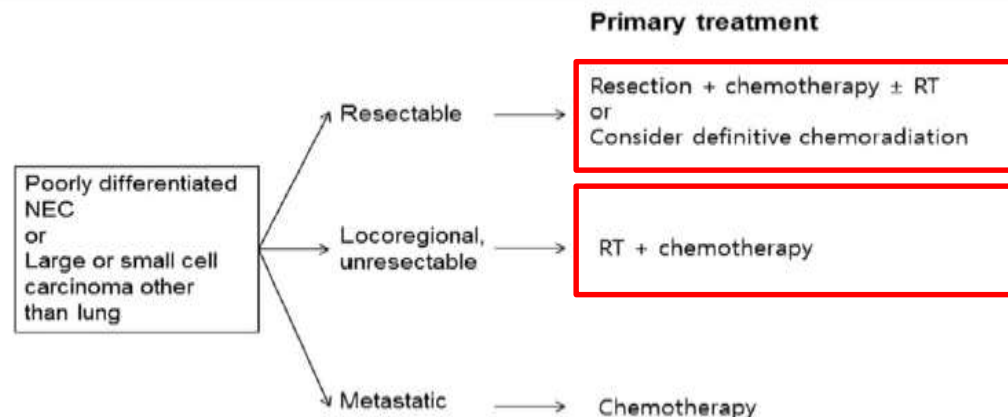 Primary treatment
Resectable
Resection + chemotherapy ± RT
or
Consider definitive chemoradiation
Poorly differentiated
NEC
or
Large or small cell
carcinoma other
than lung
Locoregional,
unresectable
RT + chemotherapy
Metastatic
Chemotherapy